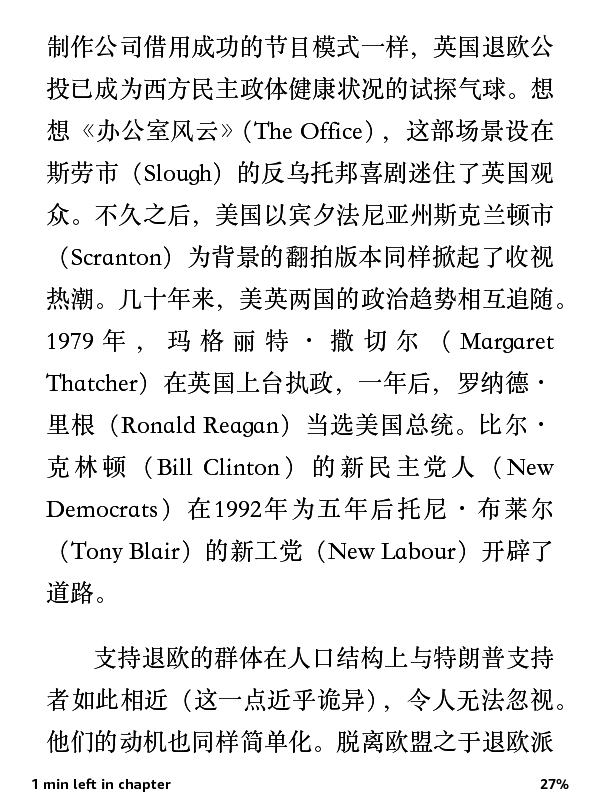 制作公司借用成功的节目模式一样，英国退欧公
投已成为西方民主政体健康状况的试探气球。想
想《办公室风云》（The Office），这部场景设在
斯劳市（Slough）的反乌托邦喜剧迷住了英国观
众。不久之后，美国以宾夕法尼亚州斯克兰顿市
（Scranton）为背景的翻拍版本同样掀起了收视
热潮。几十年来，美英两国的政治趋势相互追随。
1979年，玛格丽特·撒切尔（Margaret
Thatcher）在英国上台执政，一年后，罗纳德·
里根（Ronald Reagan）当选美国总统。比尔·
克林顿（Bill Clinton）的新民主党人（New
Democrats）在1992年为五年后托尼·布莱尔
（Tony Blair）的新工党（New Labour）开辟了
道路。
支持退欧的群体在人口结构上与特朗普支持
者如此相近（这一点近乎诡异），令人无法忽视。
他们的动机也同样简单化。脱离欧盟之于退欧派
1 min left in chapter 27%